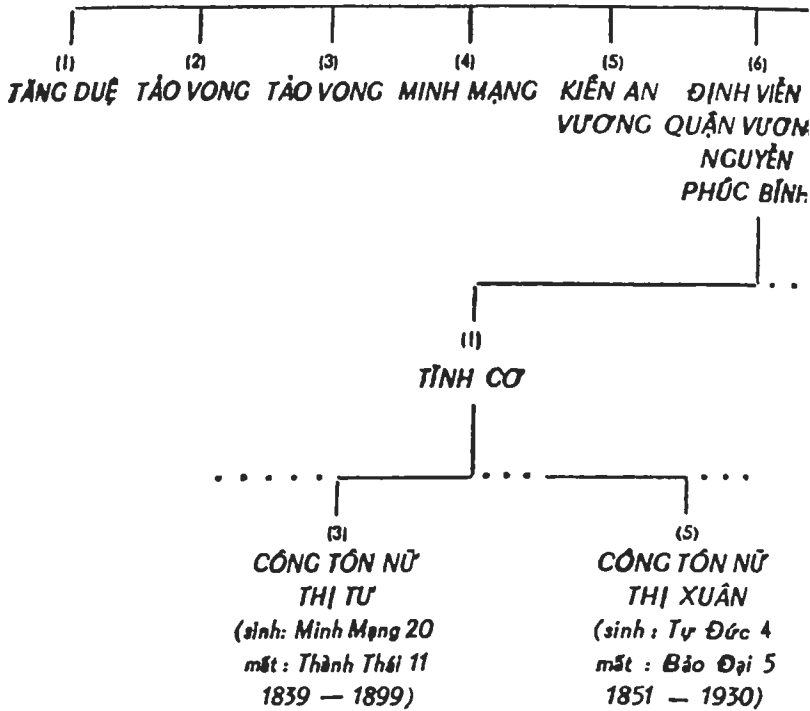 (1) (2) (3) (4) (5) (6)
TĂNG DUỆ TẢO VONG TẢO VONG MINH MẠNG KIẾN AN ĐỊNH VIỄN
VƯƠNG QUẬN VƯƠN
NGUYỄN
PHÚC BÍNH
(1)
TĨNH CƠ
(3) (5)
CÔNG TÔN NỮ CÔNG TÔN NỮ
THỊ TƯ THỊ XUÂN
(sinh: Minh Mạng 20 (sinh : Tự Đức 4
mất : Thành Thái 11 mất : Bảo Đại 5
1839 — 1899) 1851 — 1930)